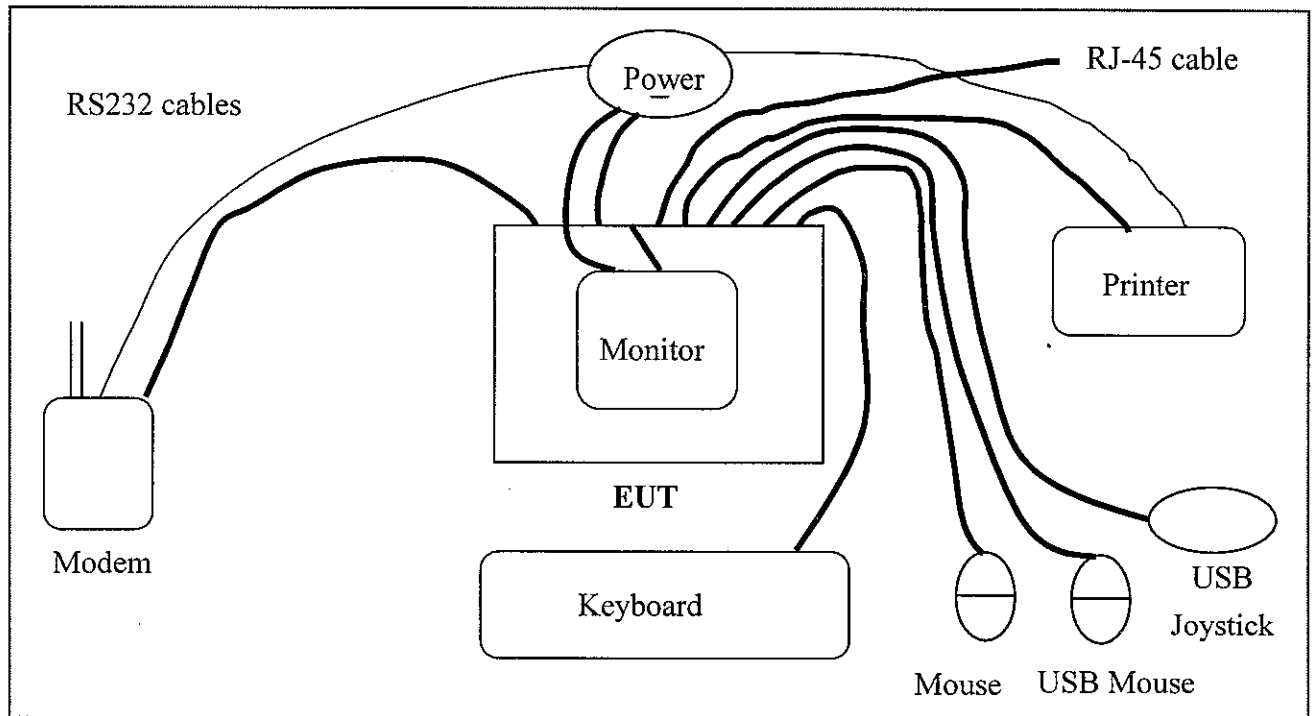 Power
RJ-45 cable
RS232 cables
Printer
Monitor
EUT
Modem
Keyboard
USB
Joystick
Mouse
USB Mouse